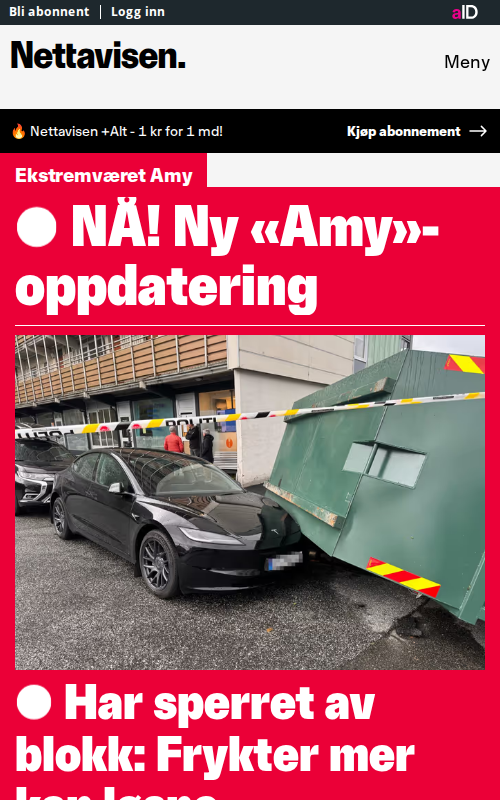 Bli abonnent
Logg inn
aID
Nettavisen.
Meny
🔥 Nettavisen +Alt - 1 kr for 1 md!
Kjøp abonnement →
Ekstremværet Amy
NÅ! Ny «Amy»-
oppdatering
Har sperret av
blokk: Frykter mer